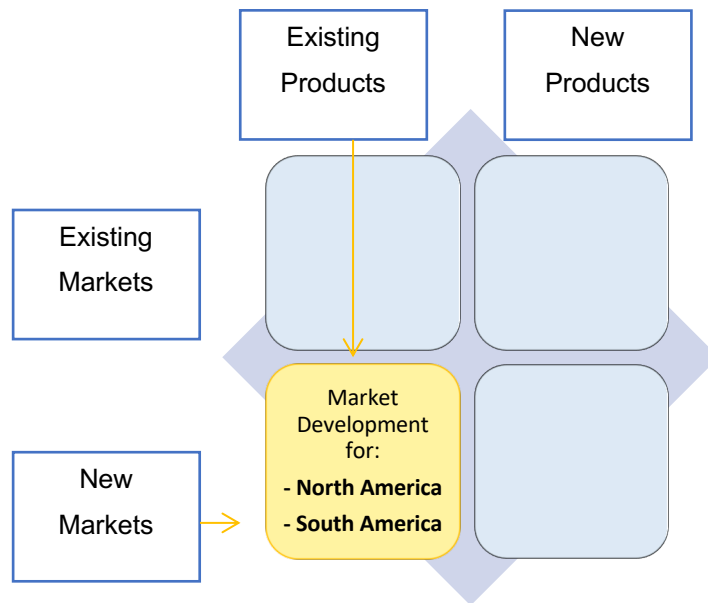 Existing
Products
New
Products
Existing
Markets
Market
Development
for:
- North America
- South America
New
Markets